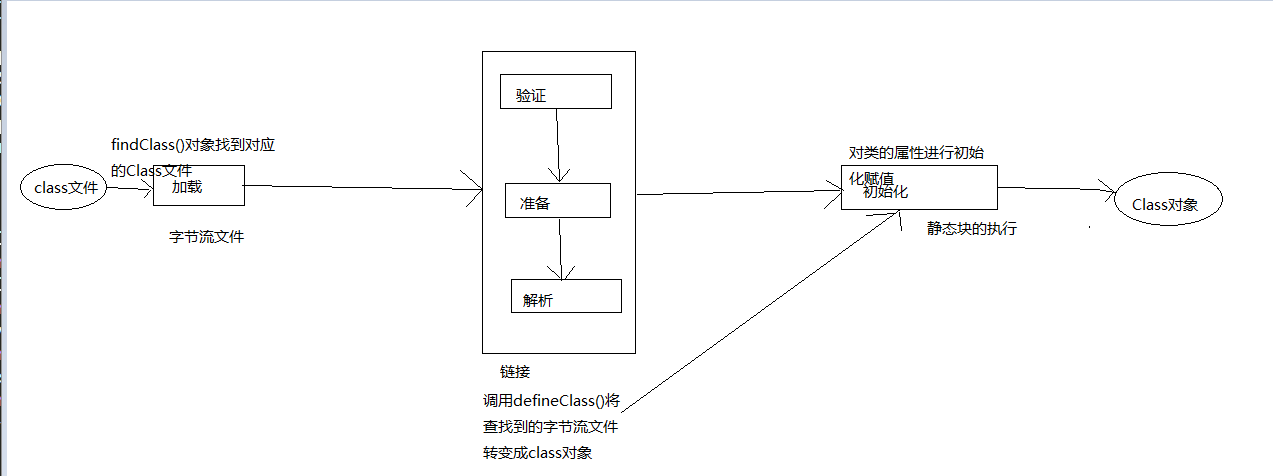 findClass()对象找到对应
的Class文件
class文件
加载
字节流文件
验证
准备
解析
链接
调用defineClass()将
查找到的字节流文件
转变成class对象
对类的属性进行初始
化赋值
初始化
静态块的执行
Class对象